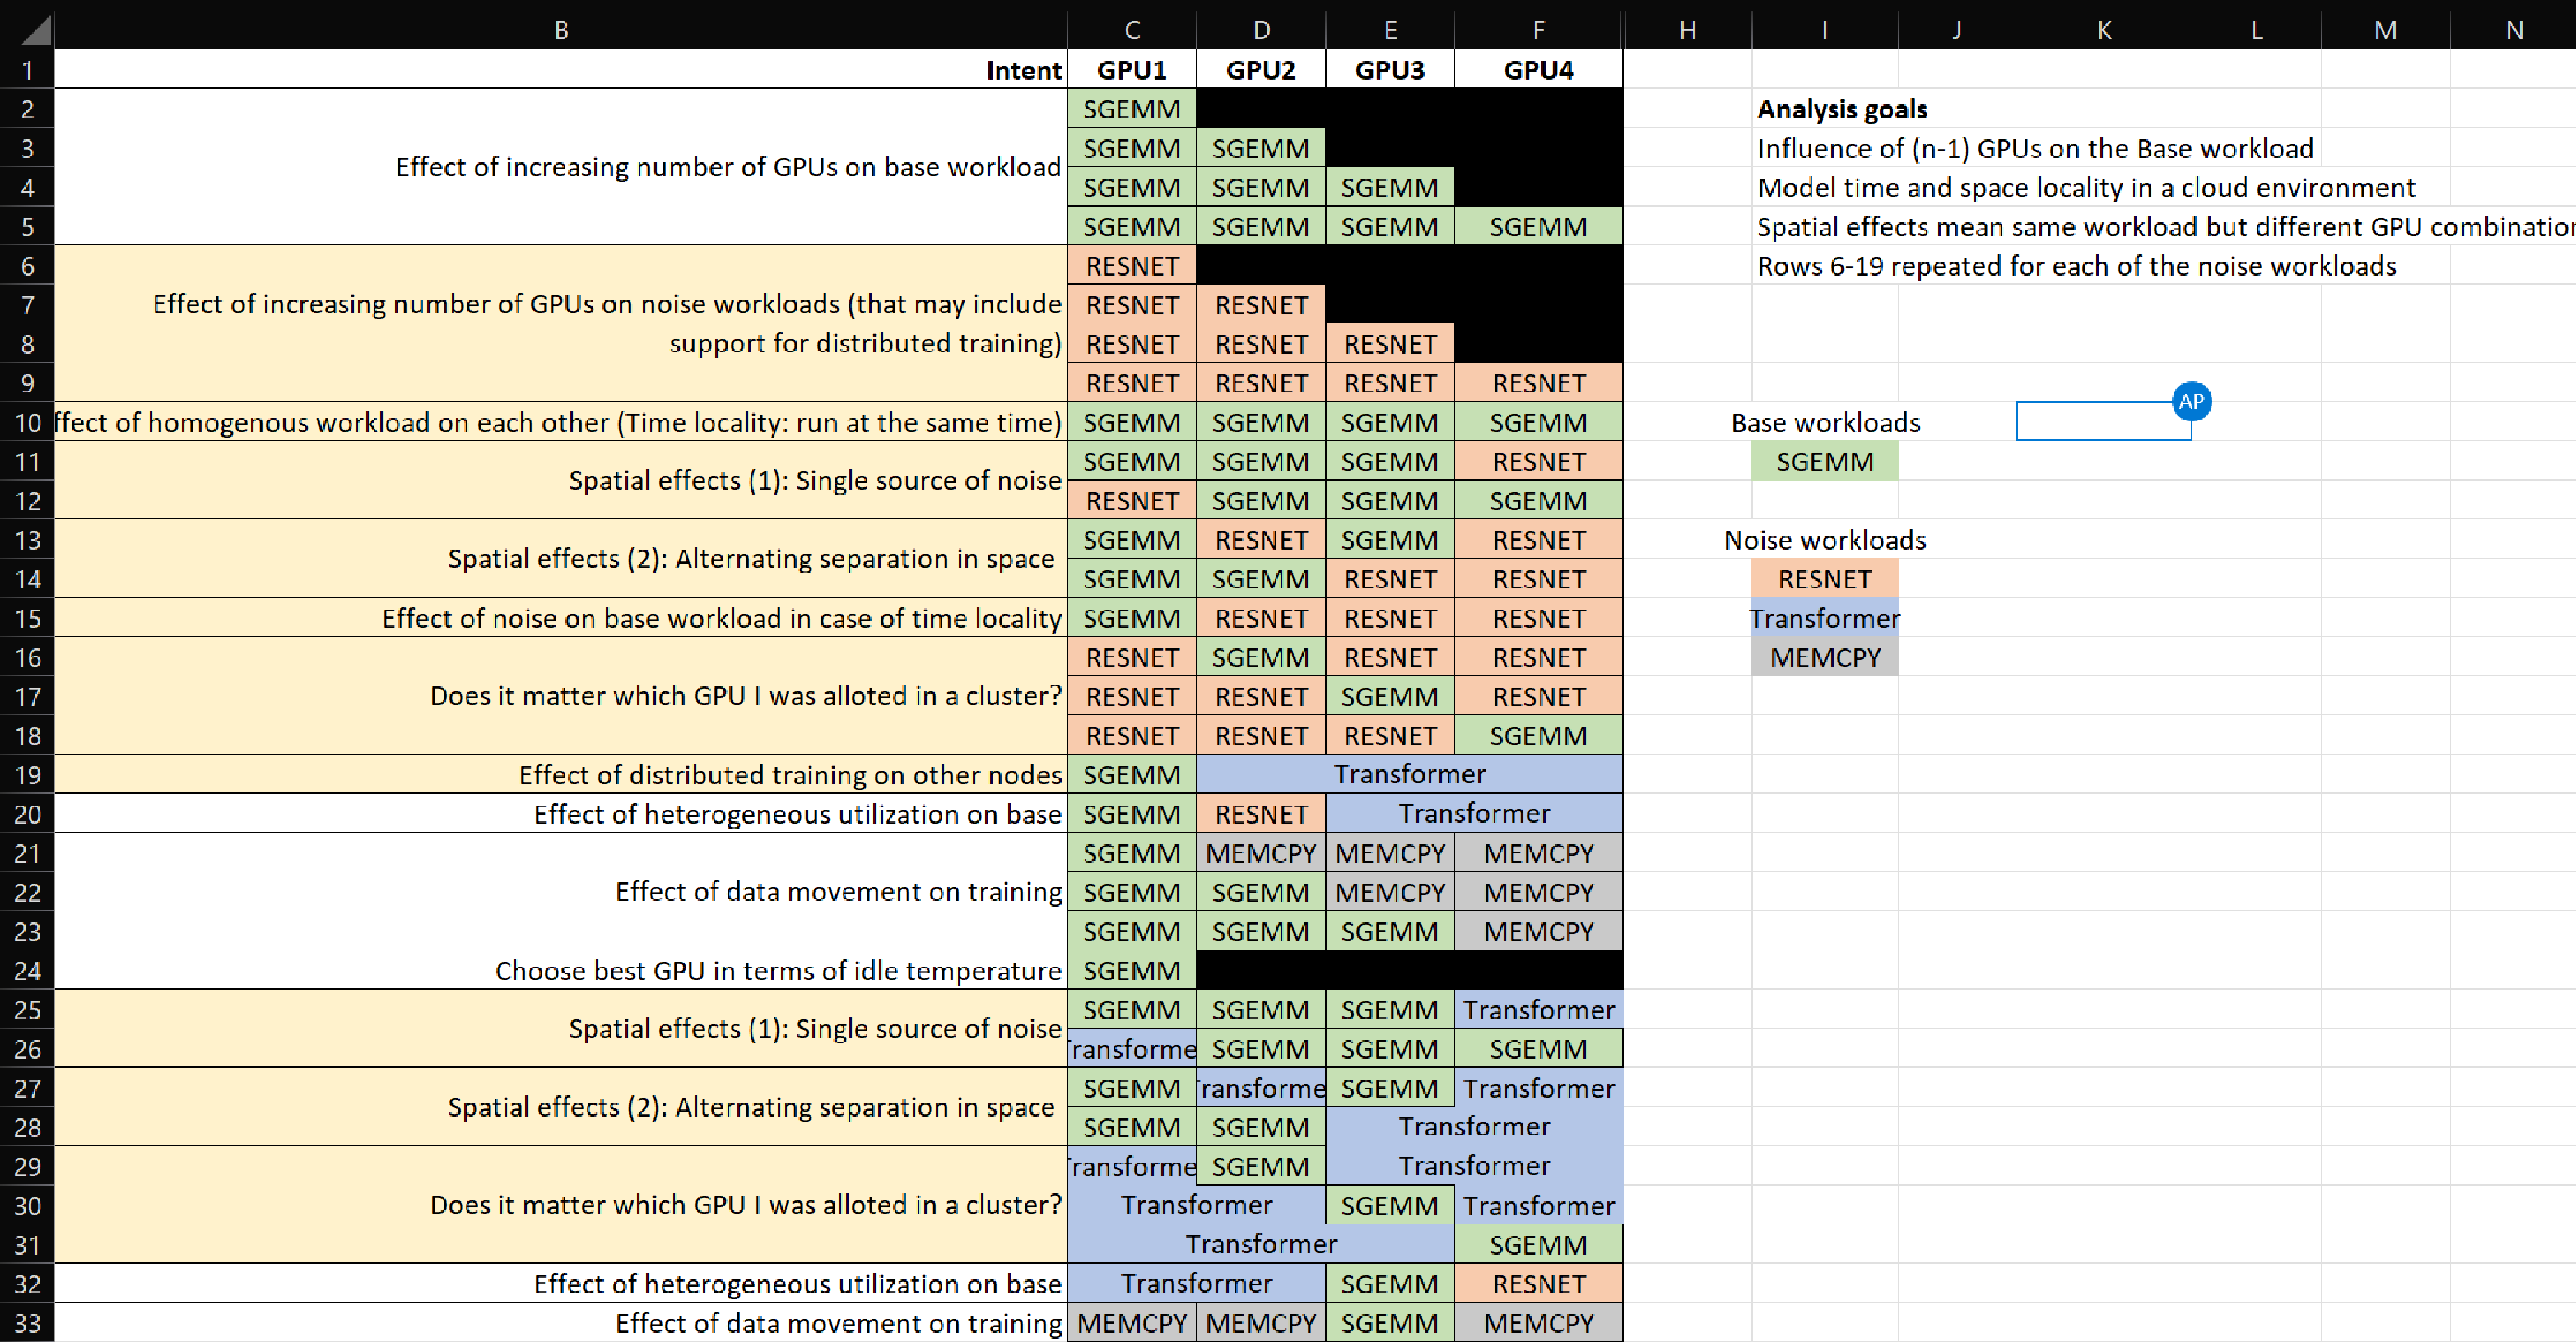 B C D E F H I J K L M N
1 Intent GPU1 GPU2 GPU3 GPU4
2 SGEMM Analysis goals
3 SGEMM SGEMM Influence of (n-1) GPUs on the Base workload
Effect of increasing number of GPUs on base workload
4 SGEMM SGEMM SGEMM Model time and space locality in a cloud environment
5 SGEMM SGEMM SGEMM SGEMM Spatial effects mean same workload but different GPU combination
6 RESNET Rows 6-19 repeated for each of the noise workloads
7 Effect of increasing number of GPUs on noise workloads (that may include RESNET RESNET
8 support for distributed training) RESNET RESNET RESNET
9 RESNET RESNET RESNET RESNET
AP
10 ffect of homogenous workload on each other (Time locality: run at the same time) SGEMM SGEMM SGEMM SGEMM Base workloads
11 SGEMM SGEMM SGEMM RESNET SGEMM
Spatial effects (1): Single source of noise
12 RESNET SGEMM SGEMM SGEMM
13 SGEMM RESNET SGEMM RESNET Noise workloads
Spatial effects (2): Alternating separation in space
14 SGEMM SGEMM RESNET RESNET RESNET
15 Effect of noise on base workload in case of time locality SGEMM RESNET RESNET RESNET Transformer
16 RESNET SGEMM RESNET RESNET MEMCPY
17 Does it matter which GPU I was alloted in a cluster? RESNET RESNET SGEMM RESNET
18 RESNET RESNET RESNET SGEMM
19 Effect of distributed training on other nodes SGEMM Transformer
20 Effect of heterogeneous utilization on base SGEMM RESNET Transformer
21 SGEMM MEMCPY MEMCPY MEMCPY
22 Effect of data movement on training SGEMM SGEMM MEMCPY MEMCPY
23 SGEMM SGEMM SGEMM MEMCPY
24 Choose best GPU in terms of idle temperature SGEMM
25 SGEMM SGEMM SGEMM Transformer
Spatial effects (1): Single source of noise
26 ransforme SGEMM SGEMM SGEMM
27 SGEMM ransforme SGEMM Transformer
Spatial effects (2): Alternating separation in space
28 SGEMM SGEMM Transformer
29 ransforme SGEMM Transformer
30 Does it matter which GPU I was alloted in a cluster? Transformer SGEMM Transformer
31 Transformer SGEMM
32 Effect of heterogeneous utilization on base Transformer SGEMM RESNET
33 Effect of data movement on training MEMCPY MEMCPY SGEMM MEMCPY